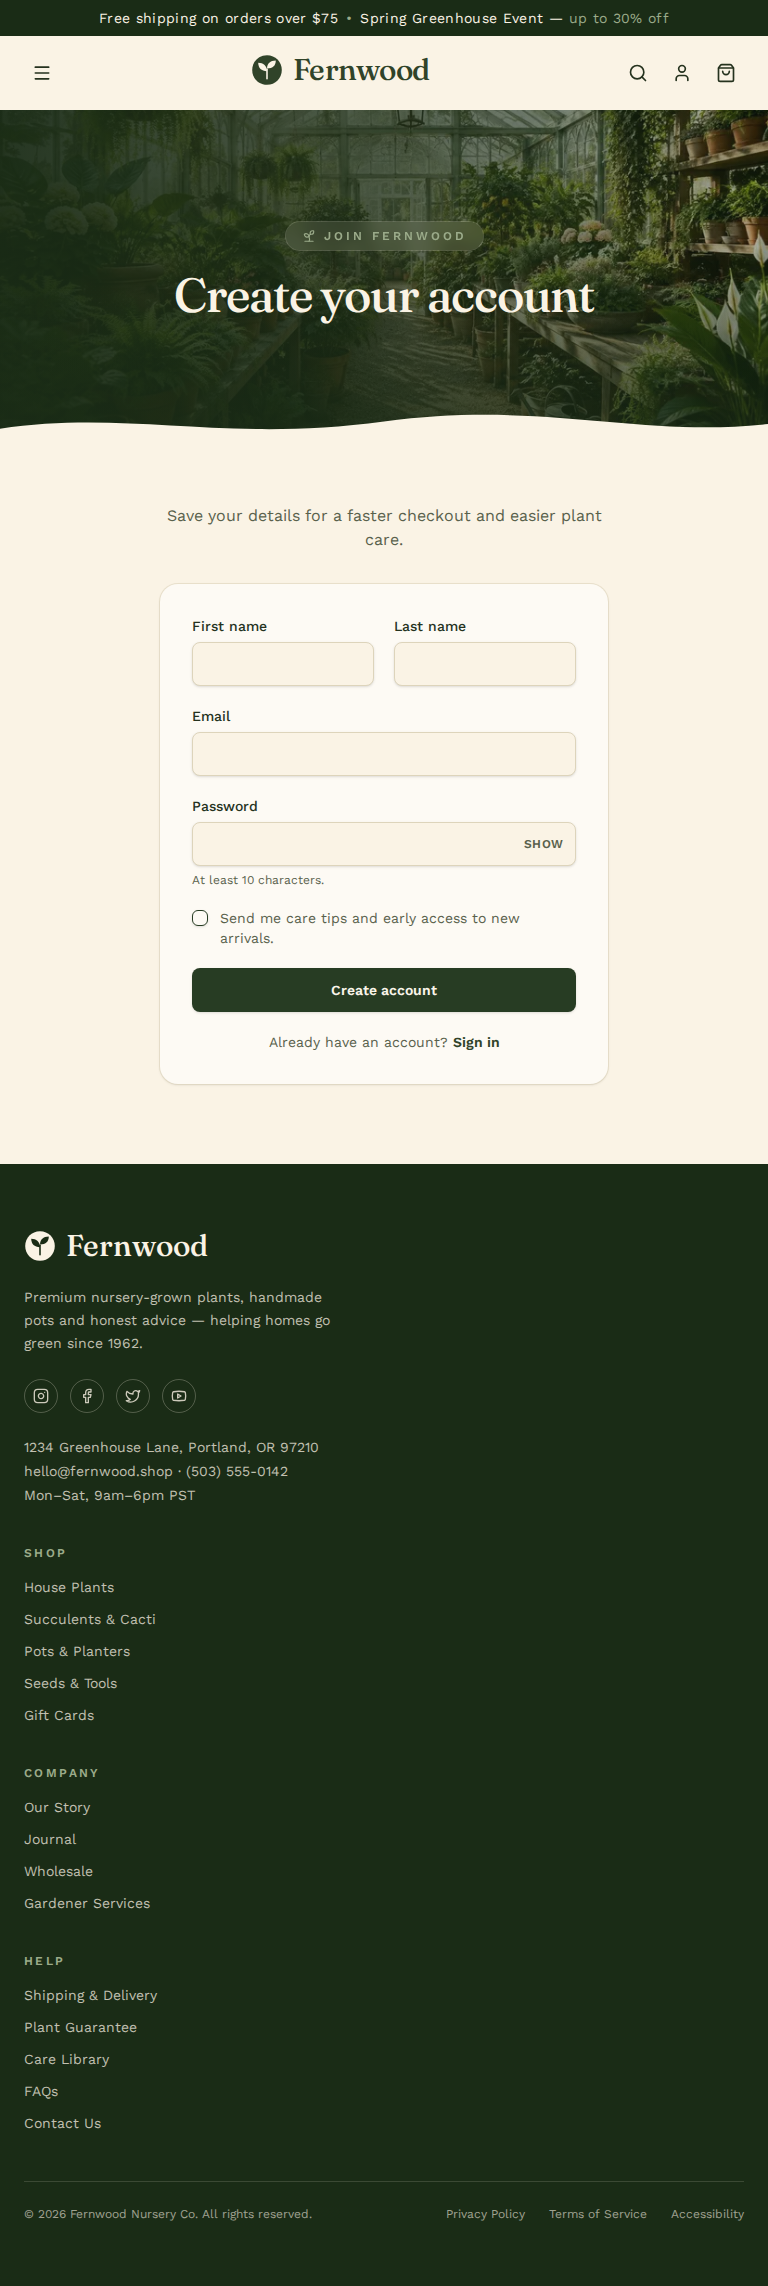 Free shipping on orders over $75 • Spring Greenhouse Event — up to 30% off
Fernwood
JOIN FERNWOOD
Create your account
Save your details for a faster checkout and easier plant
care.
First name
Last name
Email
Password
SHOW
At least 10 characters.
Send me care tips and early access to new
arrivals.
Create account
Already have an account? Sign in
Fernwood
Premium nursery-grown plants, handmade
pots and honest advice — helping homes go
green since 1962.
1234 Greenhouse Lane, Portland, OR 97210
hello@fernwood.shop · (503) 555-0142
Mon–Sat, 9am–6pm PST
SHOP
House Plants
Succulents & Cacti
Pots & Planters
Seeds & Tools
Gift Cards
COMPANY
Our Story
Journal
Wholesale
Gardener Services
HELP
Shipping & Delivery
Plant Guarantee
Care Library
FAQs
Contact Us
© 2026 Fernwood Nursery Co. All rights reserved.
Privacy Policy
Terms of Service
Accessibility